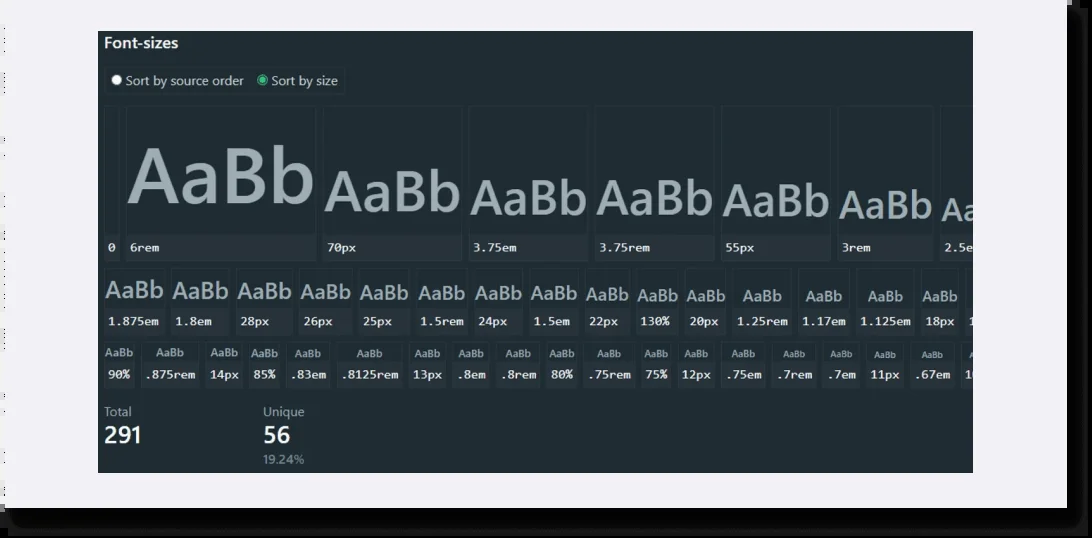 Font-sizes
Sort by source order Sort by size
AaBb AaBb AaBb AaBb AaBb AaBb Aa
0 6rem 70px 3.75em 3.75rem 55px 3rem 2.5e
AaBb AaBb AaBb AaBb AaBb AaBb AaBb AaBb AaBb AaBb AaBb AaBb AaBb AaBb AaBb
1.875em 1.8em 28px 26px 25px 1.5rem 24px 1.5em 22px 130% 20px 1.25rem 1.17em 1.125em 18px 1
AaBb AaBb AaBb AaBb AaBb AaBb AaBb AaBb AaBb AaBb AaBb AaBb AaBb AaBb AaBb AaBb AaBb AaBb A
90% .875rem 14px 85% .83em .8125rem 13px .8em .8rem 80% .75rem 75% 12px .75em .7rem .7em 11px .67em 1
Total Unique
291 56
19.24%